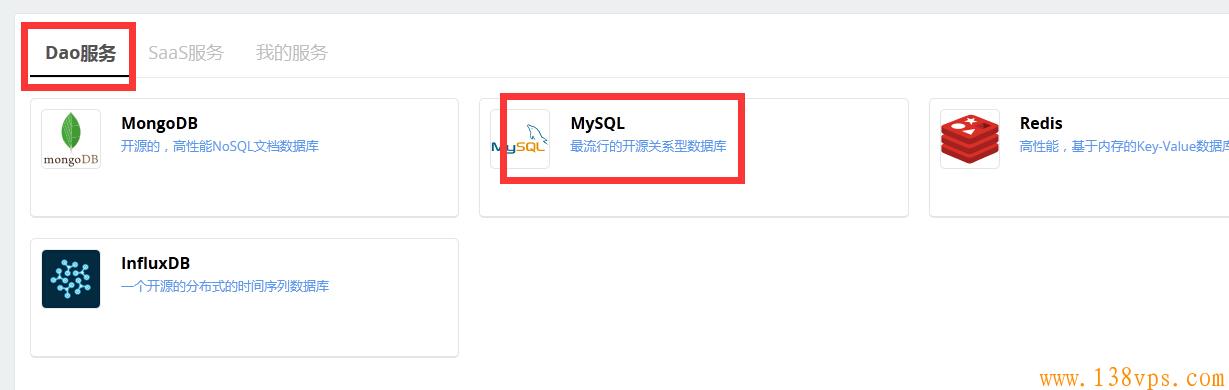 Dao服务 SaaS服务 我的服务
MongoDB
开源的，高性能NoSQL文档数据库
mongoDB
MySQL
最流行的开源关系型数据库
MySQL
Redis
高性能，基于内存的Key-Value数据库
InfluxDB
一个开源的分布式的时间序列数据库
www.138vps.com